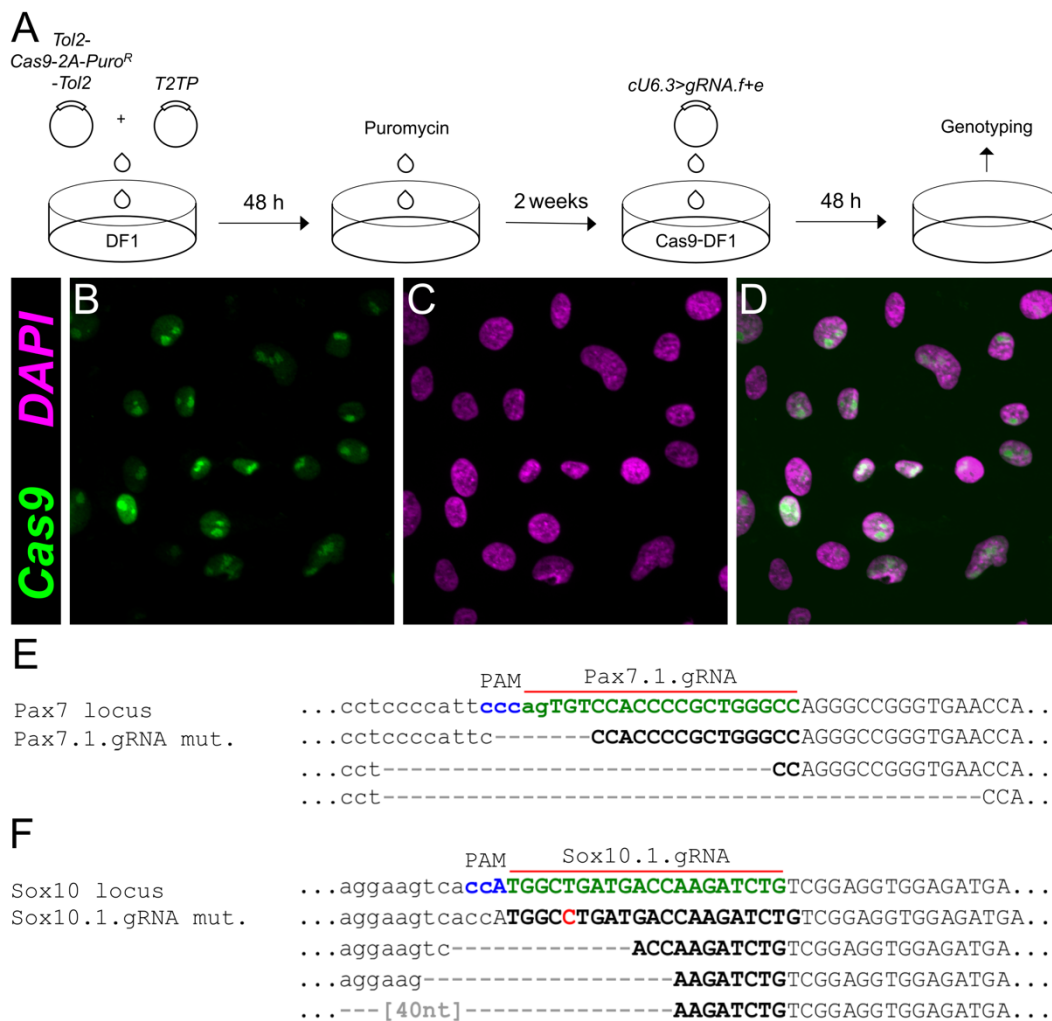 A
Tol2-
Cas9-2A-Puroᴿ
-Tol2
T2TP
+
cU6.3>gRNA.f+e
Puromycin
Genotyping
48 h
2 weeks
48 h
DF1
Cas9-DF1
B
C
D
Cas9 DAPI
E
PAM Pax7.1.gRNA
Pax7 locus ...cctccccattcccagTGTCCACCCCGCTGGGCCAGGGCCGGGTGAACCA..
Pax7.1.gRNA mut. ...cctccccattc-------CCACCCCGCTGGGCCAGGGCCGGGTGAACCA..
...cct----------------------------CCAGGGCCGGGTGAACCA..
...cct-------------------------------------------CCA..
F
PAM Sox10.1.gRNA
Sox10 locus ...aggaagtcaccATGGCTGATGACCAAGATCTGTCGGAGGTGGAGATGA..
Sox10.1.gRNA mut. ...aggaagtcaccATGGCCTGATGACCAAGATCTGTCGGAGGTGGAGATGA..
...aggaagtc-------------ACCAAGATCTGTCGGAGGTGGAGATGA..
...aggaag------------------AAGATCTGTCGGAGGTGGAGATGA..
...---[40nt]---------------AAGATCTGTCGGAGGTGGAGATGA..